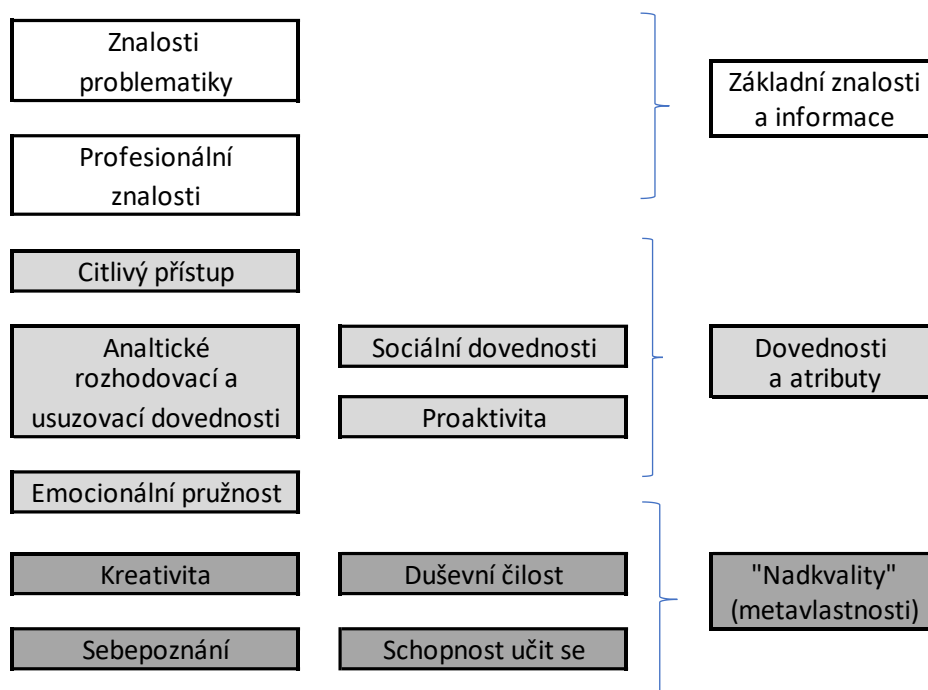 Znalosti
problematiky
Základní znalosti
a informace
Profesionální
znalosti
Citlivý přístup
Analtické
rozhodovací a
usuzovací dovednosti
Sociální dovednosti
Proaktivita
Dovednosti
a atributy
Emocionální pružnost
Kreativita
Duševní čilost
"Nadkvality"
(metavlastnosti)
Sebepoznání
Schopnost učit se